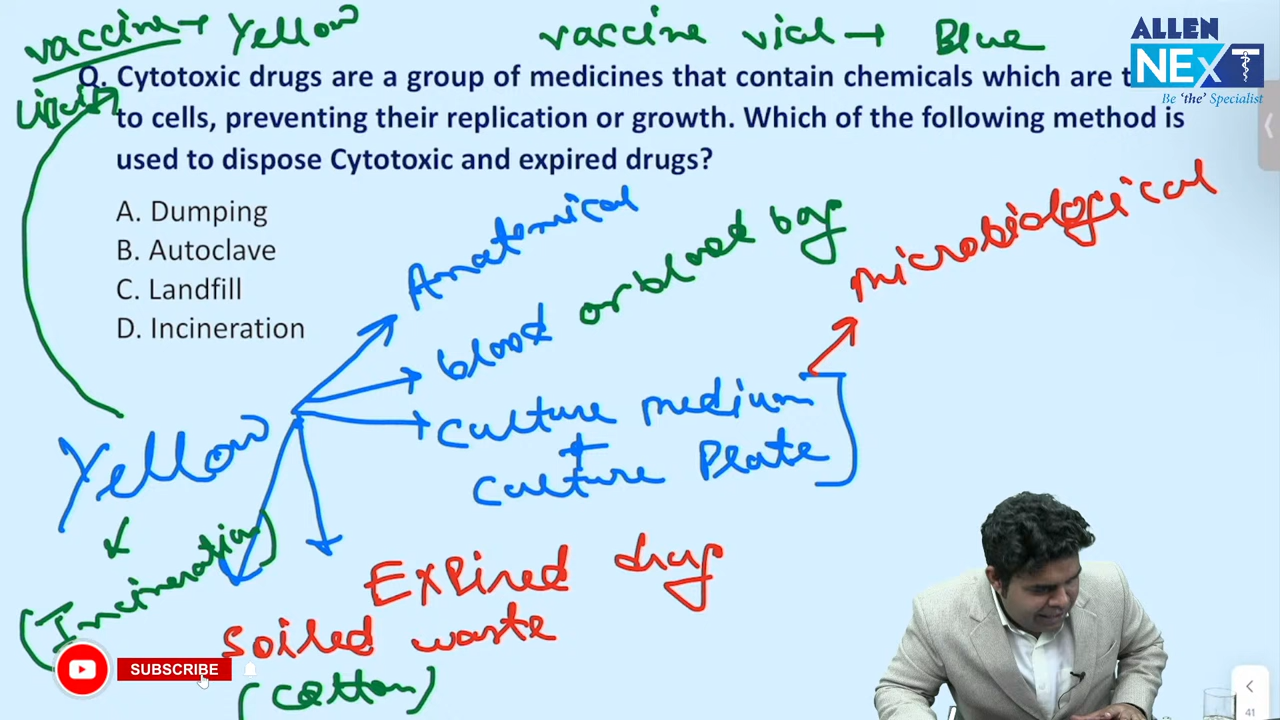 vaccine → Yellow
vaccine vial → Blue
ALLEN
NEXT
Be 'the' Specialist
Q. Cytotoxic drugs are a group of medicines that contain chemicals which are
to cells, preventing their replication or growth. Which of the following method is
used to dispose Cytotoxic and expired drugs?
A. Dumping
B. Autoclave
C. Landfill
D. Incineration
Anatomical
blood or blood bag
microbiological
Culture medium
+
Culture Plate
Yellow
(Incineration)
Expired drug
Soiled waste
(cotton)
SUBSCRIBE
41